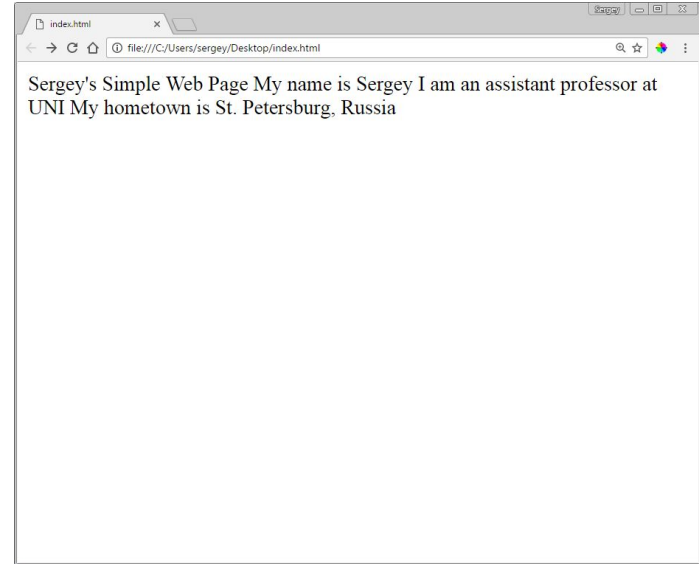 Sergey
index.html
file:///C:/Users/sergey/Desktop/index.html
Sergey's Simple Web Page My name is Sergey I am an assistant professor at
UNI My hometown is St. Petersburg, Russia